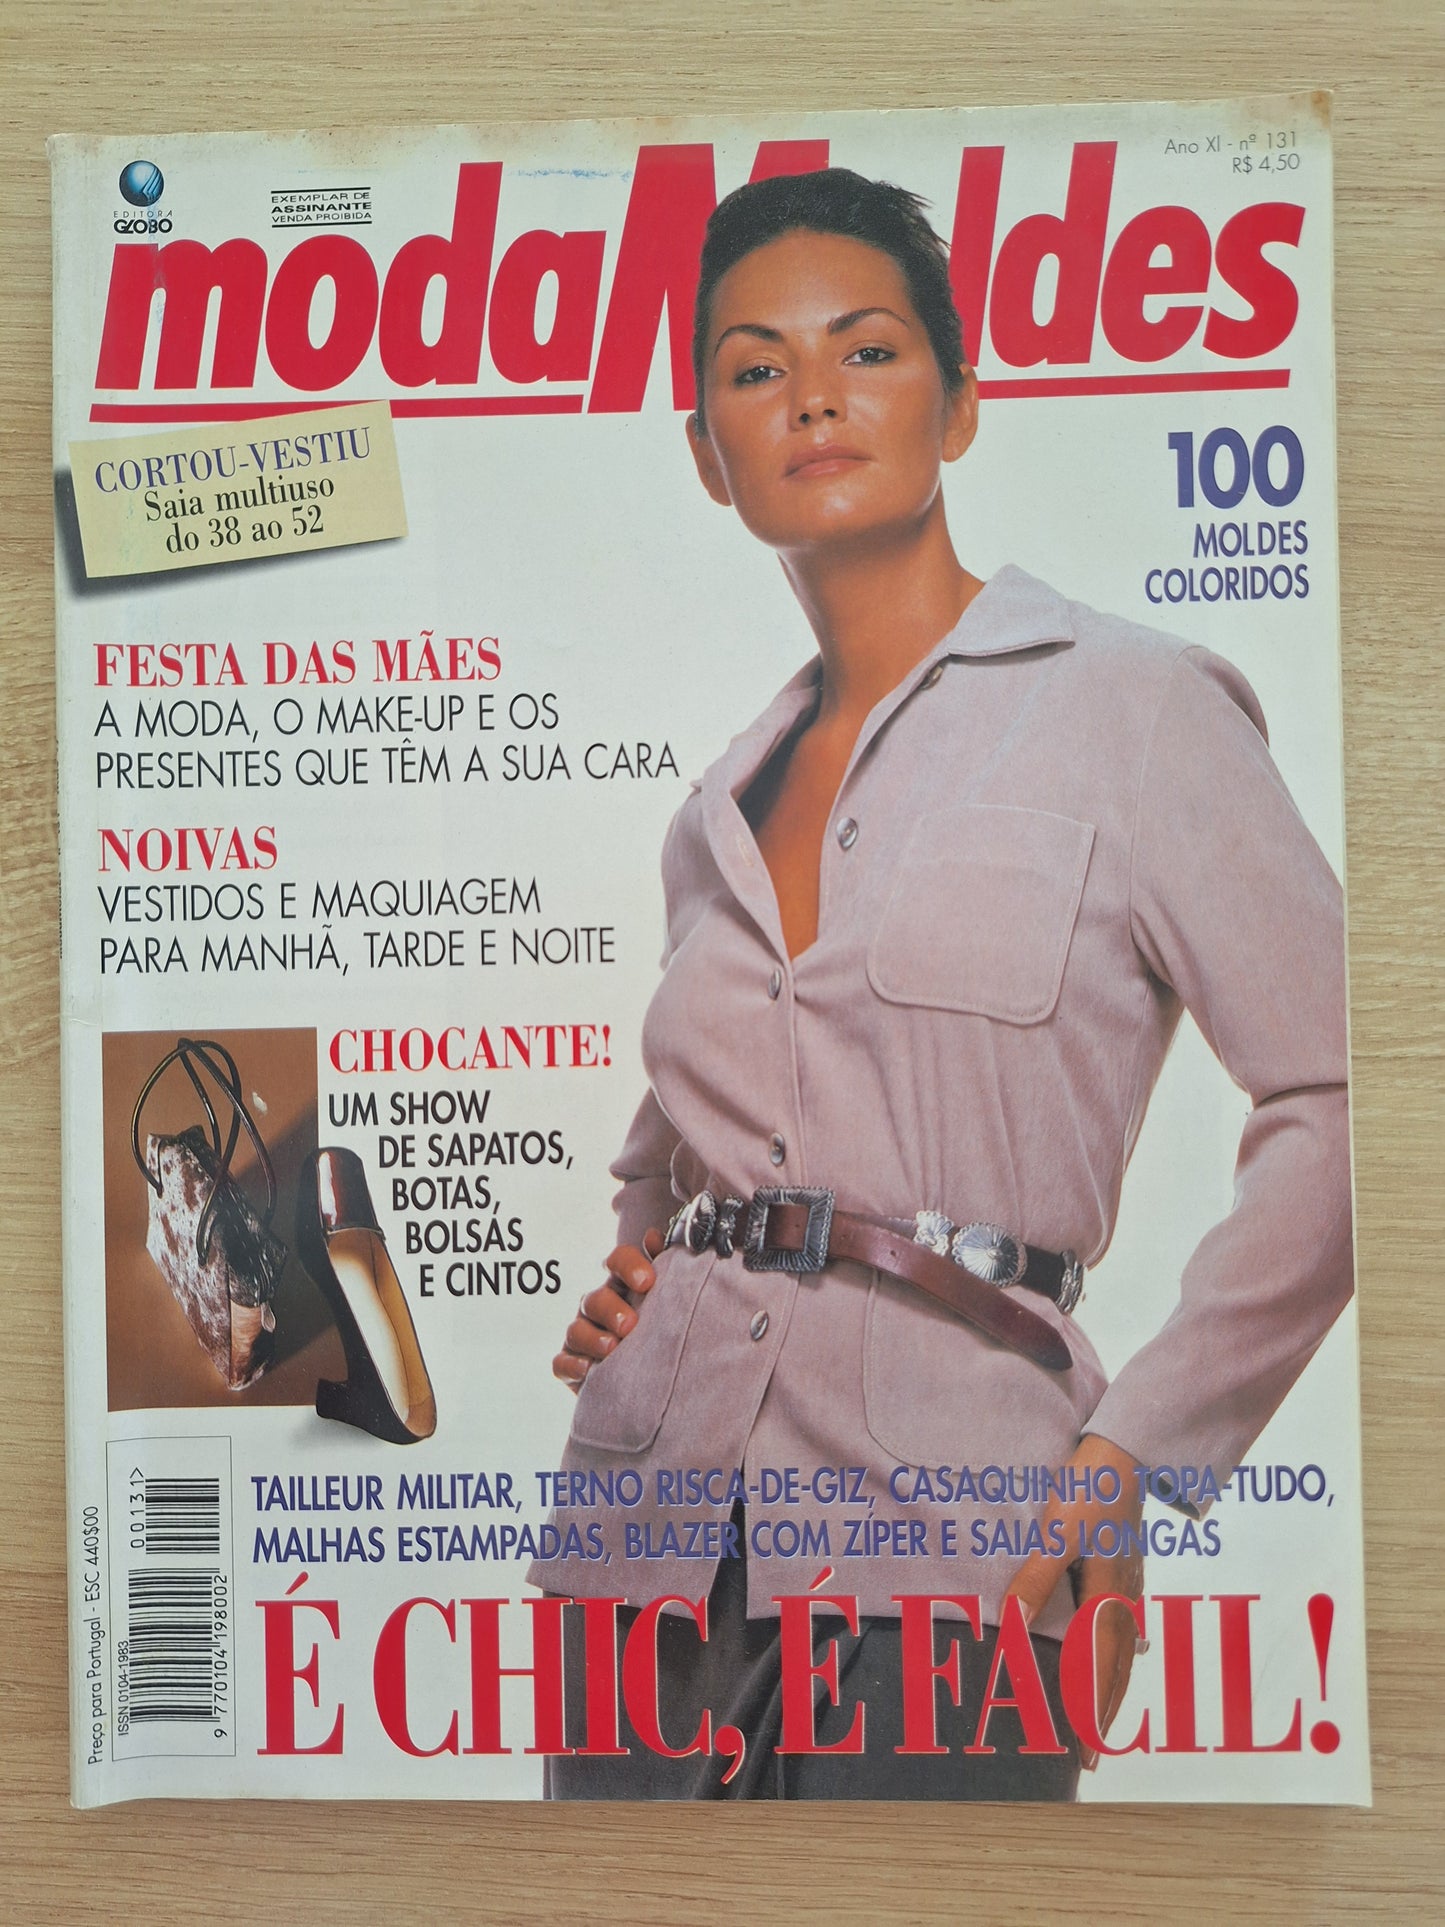 EDITORA
GLOBO
EXEMPLAR DE
ASSINANTE
VENDA PROIBIDA
Ano XI - nº 131
R$ 4,50
modaMoldes
CORTOU-VESTIU
Saia multiuso
do 38 ao 52
100
MOLDES
COLORIDOS
FESTA DAS MÃES
A MODA, O MAKE-UP E OS
PRESENTES QUE TÊM A SUA CARA
NOIVAS
VESTIDOS E MAQUIAGEM
PARA MANHÃ, TARDE E NOITE
CHOCANTE!
UM SHOW
DE SAPATOS,
BOTAS,
BOLSAS
E CINTOS
TAILLEUR MILITAR, TERNO RISCA-DE-GIZ, CASAQUINHO TOPA-TUDO,
MALHAS ESTAMPADAS, BLAZER COM ZÍPER E SAIAS LONGAS
É CHIC, É FACIL!
Preço para Portugal - ESC 440$00
ISSN 0104-1983
9 770104 198002
00131>